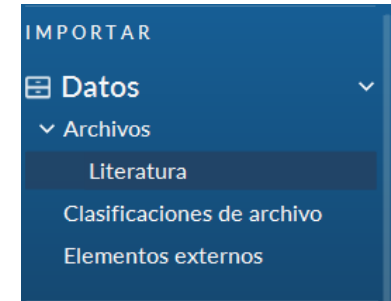 IMPORTAR
Datos
Archivos
Literatura
Clasificaciones de archivo
Elementos externos